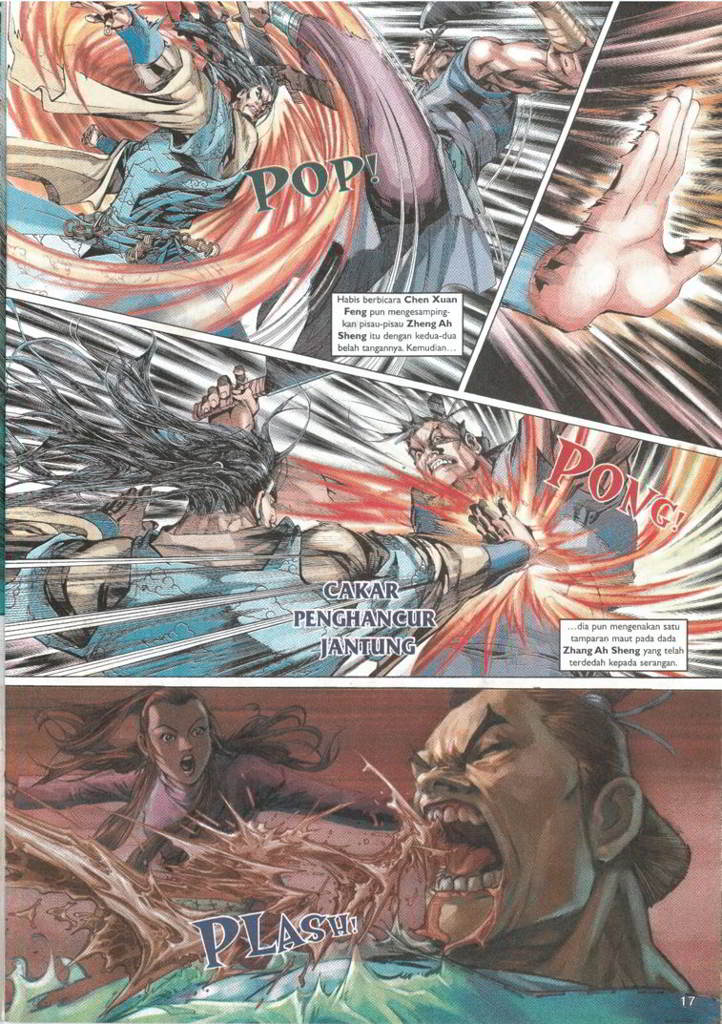 POP!
Habis berbicara Chen Xuan
Feng pun mengesamping-
kan pisau-pisau Zheng Ah
Sheng itu dengan kedua-dua
belah tangannya. Kemudian...
PONG!
CAKAR
PENGHANCUR
JANTUNG
...dia pun mengenakan satu
tamparan maut pada dada
Zhang Ah Sheng yang telah
terdedah kepada serangan.
PLASH!
17